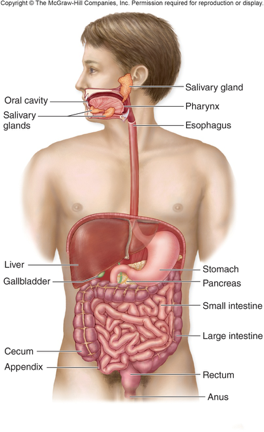 Copyright © The McGraw-Hill Companies, Inc. Permission required for reproduction or display.
Salivary gland
Oral cavity
Pharynx
Salivary
glands
Esophagus
Liver
Stomach
Gallbladder
Pancreas
Small intestine
Large intestine
Cecum
Appendix
Rectum
Anus